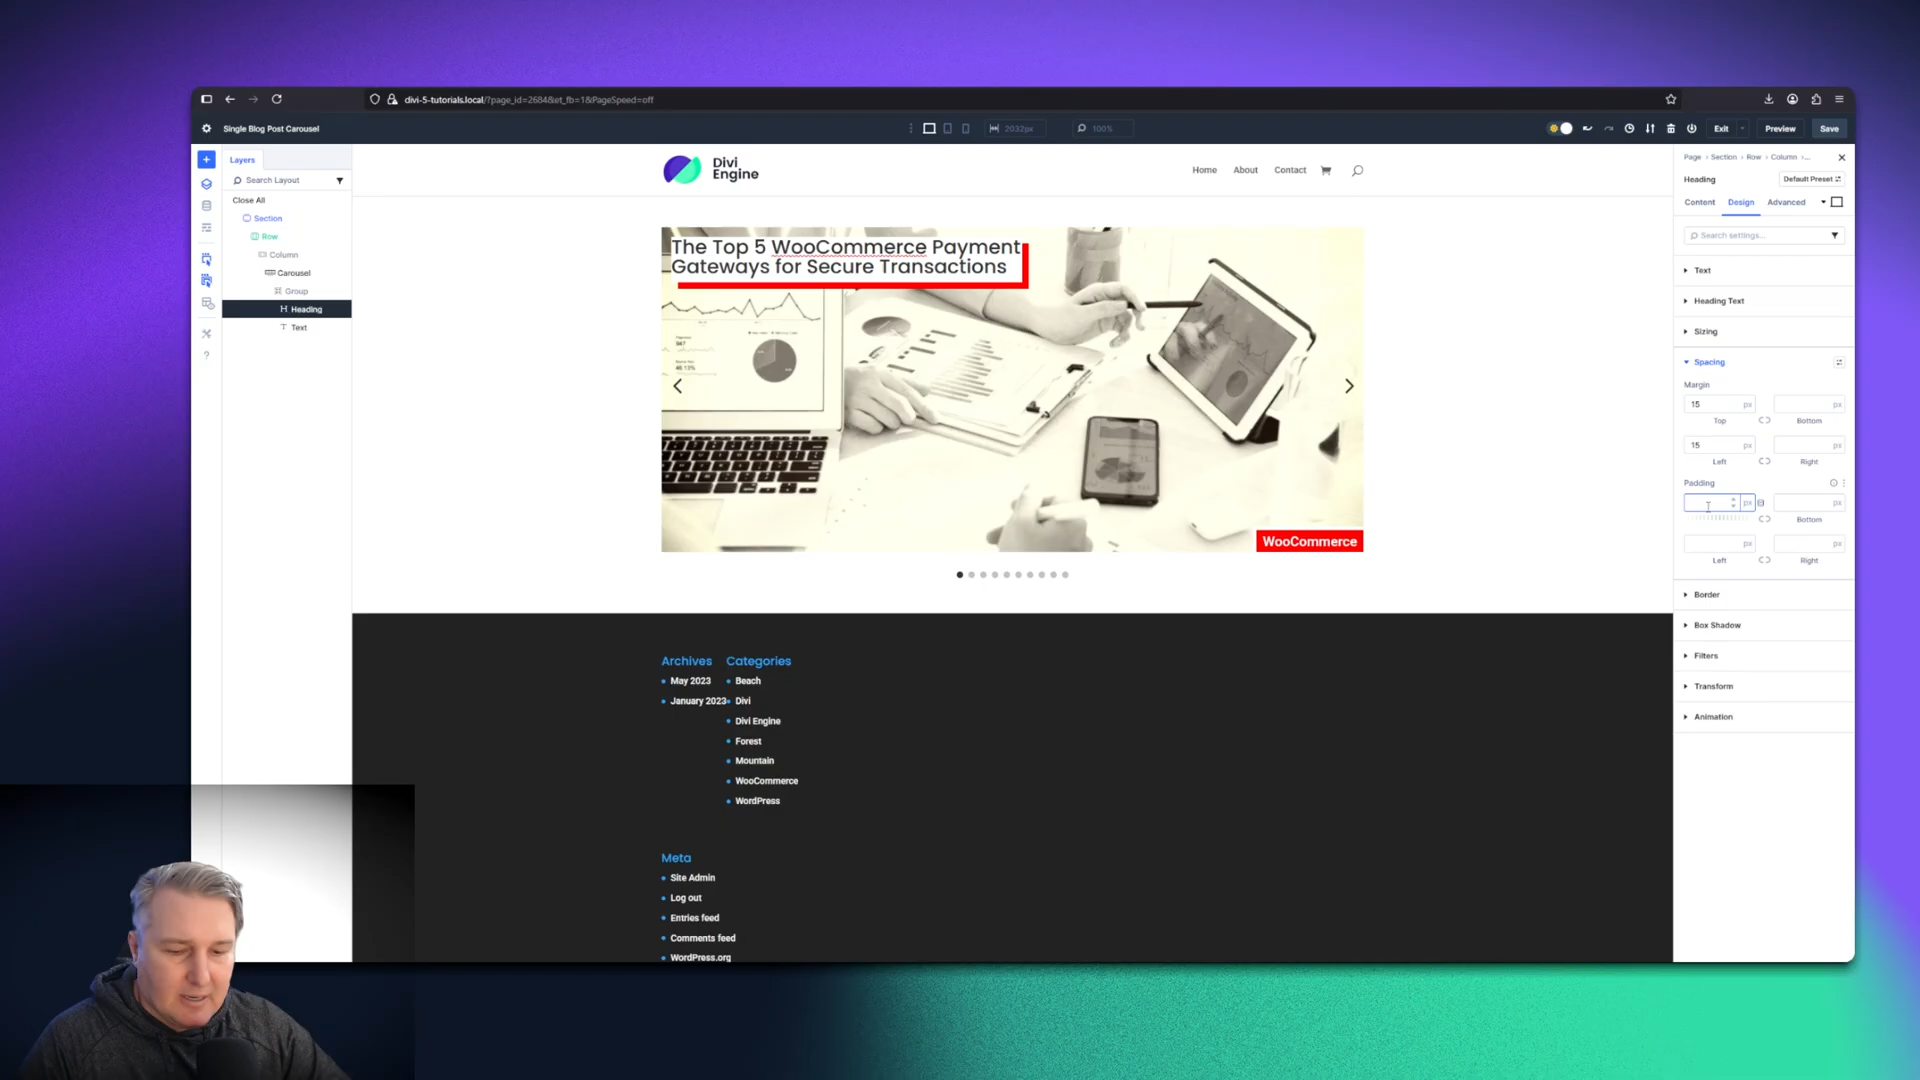 divi-5-tutorials.local/?page_id=2684&et_fb=1&PageSpeed=off
Single Blog Post Carousel
2032px
100%
Exit
Preview
Save
Layers
Search Layout
Close All
Section
Row
Column
Carousel
Group
Heading
Text
Divi
Engine
Home
About
Contact
The Top 5 WooCommerce Payment
Gateways for Secure Transactions
WooCommerce
Archives
May 2023
January 2023
Categories
Beach
Divi
Divi Engine
Forest
Mountain
WooCommerce
WordPress
Meta
Site Admin
Log out
Entries feed
Comments feed
WordPress.org
Page › Section › Row › Column ›...
Heading
Default Preset
Content Design Advanced
Search settings...
Text
Heading Text
Sizing
Spacing
Margin
15 px px
Top Bottom
15 px px
Left Right
Padding
px px
Bottom
px px
Left Right
Border
Box Shadow
Filters
Transform
Animation